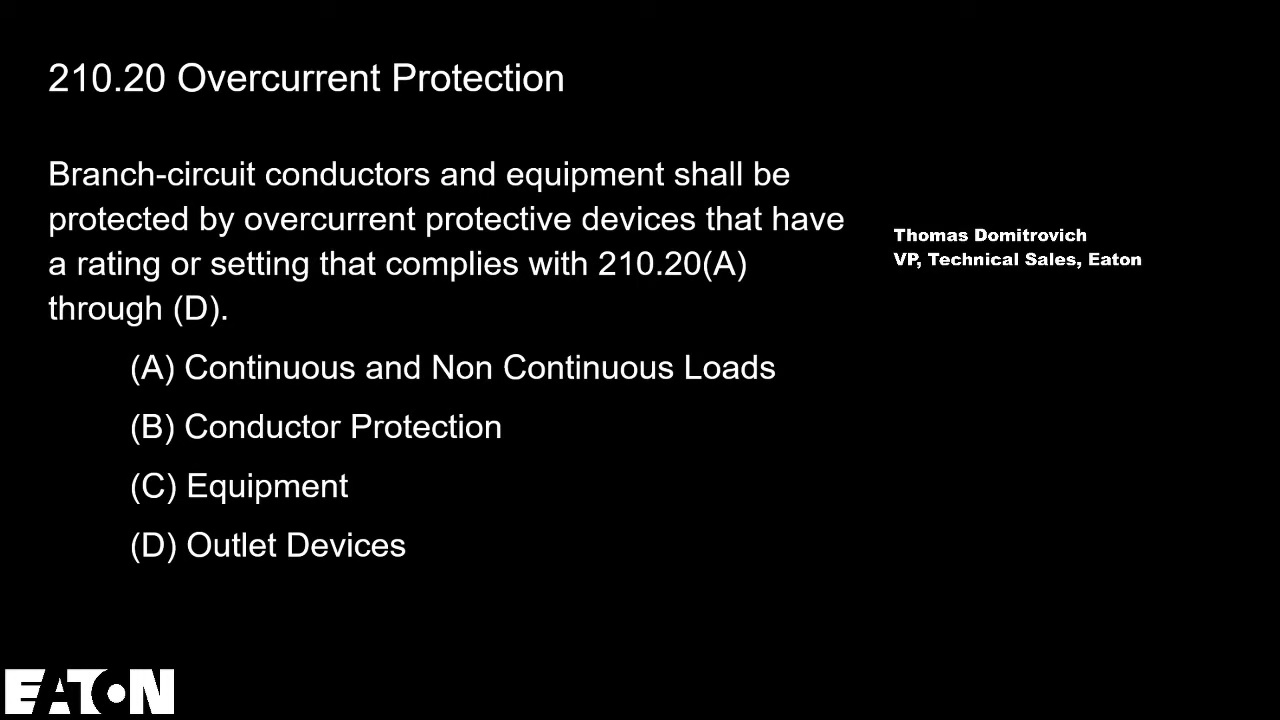 210.20 Overcurrent Protection
Branch-circuit conductors and equipment shall be
protected by overcurrent protective devices that have
a rating or setting that complies with 210.20(A)
through (D).
(A) Continuous and Non Continuous Loads
(B) Conductor Protection
(C) Equipment
(D) Outlet Devices
Thomas Domitrovich
VP, Technical Sales, Eaton
EATON